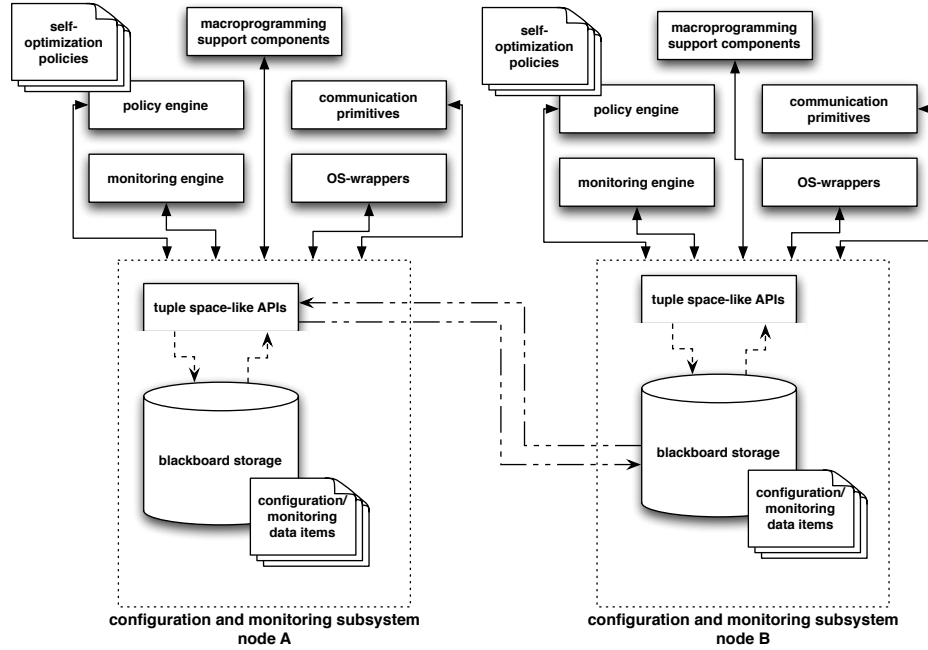 self-
optimization
policies
macroprogramming
support components
policy engine
communication
primitives
monitoring engine
OS-wrappers
tuple space-like APIs
blackboard storage
configuration/
monitoring
data items
configuration and monitoring subsystem
node A
self-
optimization
policies
macroprogramming
support components
policy engine
communication
primitives
monitoring engine
OS-wrappers
tuple space-like APIs
blackboard storage
configuration/
monitoring
data items
configuration and monitoring subsystem
node B